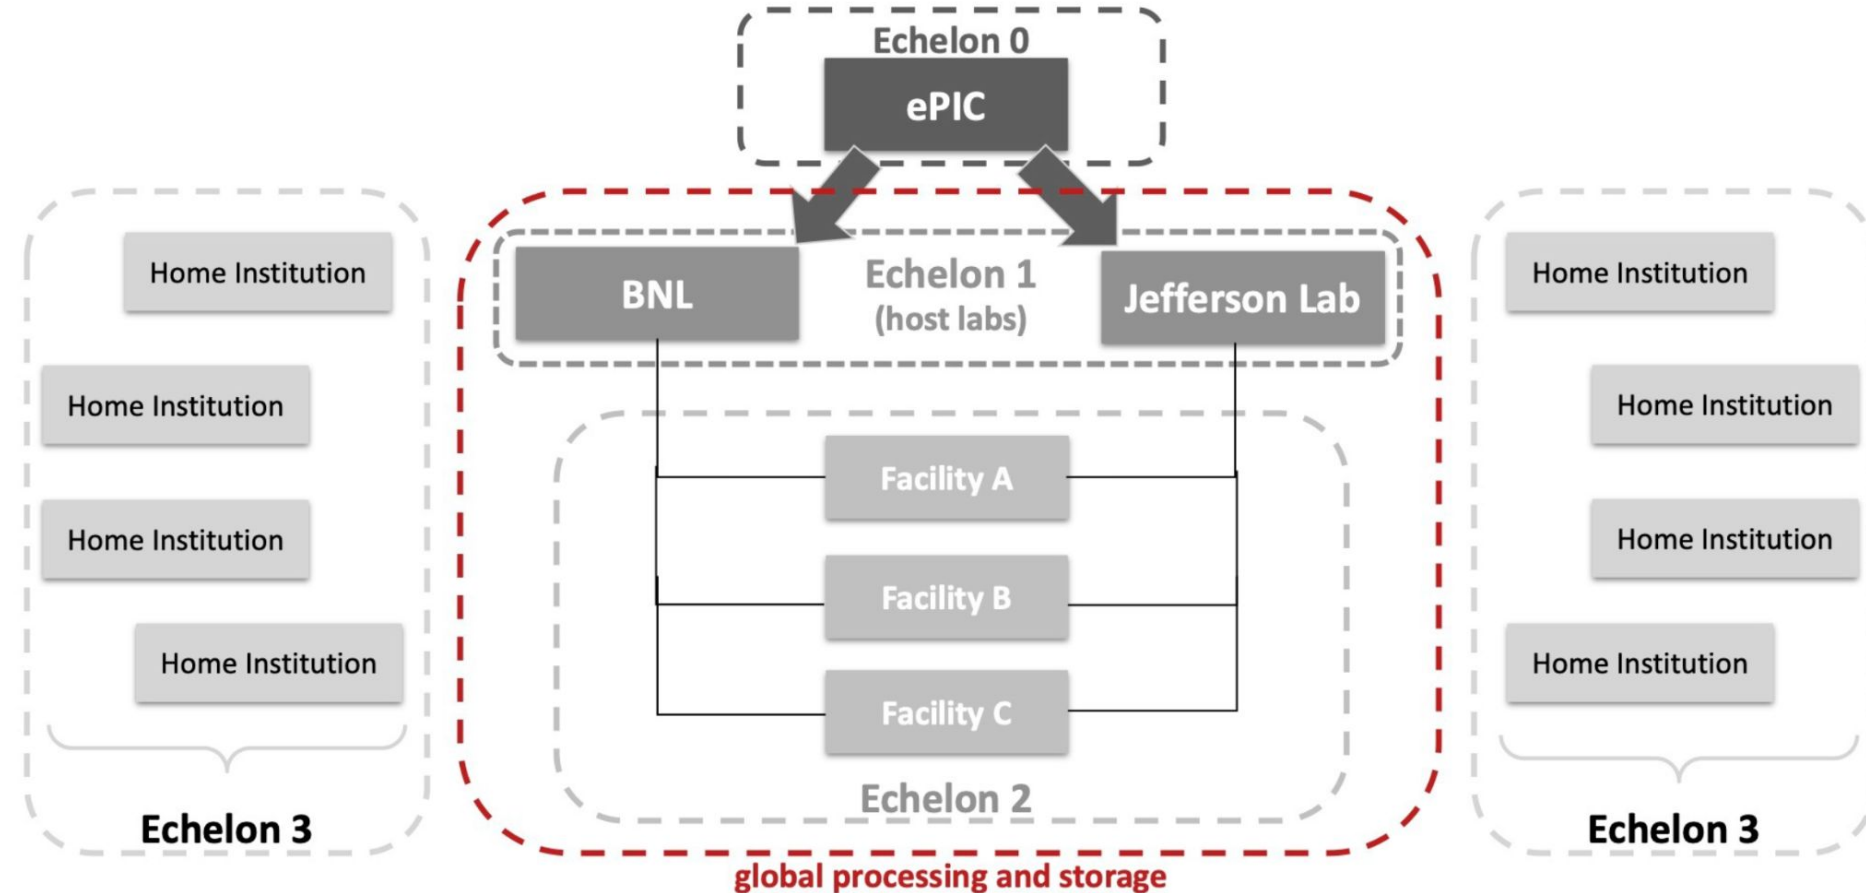 Echelon 0
ePIC
BNL
Echelon 1
(host labs)
Jefferson Lab
Home Institution
Home Institution
Home Institution
Home Institution
Echelon 3
Facility A
Facility B
Facility C
Echelon 2
global processing and storage
Home Institution
Home Institution
Home Institution
Home Institution
Echelon 3